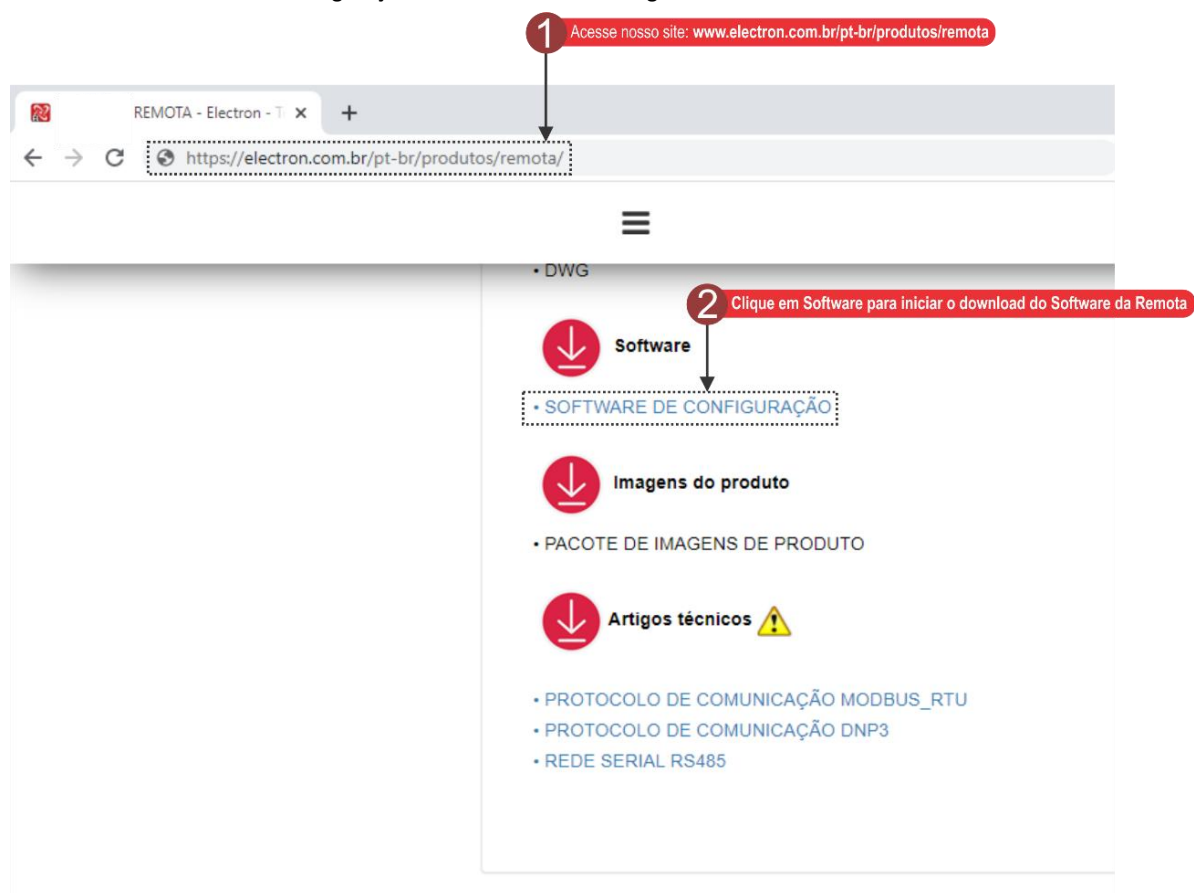 1 Acesse nosso site: www.electron.com.br/pt-br/produtos/remota
REMOTA - Electron - T
https://electron.com.br/pt-br/produtos/remota/
• DWG
2 Clique em Software para iniciar o download do Software da Remota
Software
• SOFTWARE DE CONFIGURAÇÃO
Imagens do produto
• PACOTE DE IMAGENS DE PRODUTO
Artigos técnicos
• PROTOCOLO DE COMUNICAÇÃO MODBUS_RTU
• PROTOCOLO DE COMUNICAÇÃO DNP3
• REDE SERIAL RS485